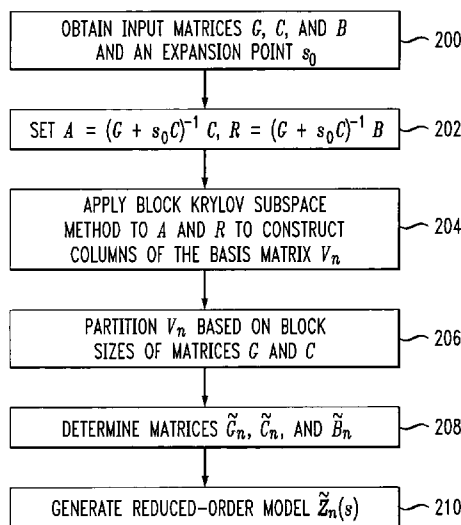 OBTAIN INPUT MATRICES G, C, AND B
AND AN EXPANSION POINT s₀
200
SET A = (G + s₀C)⁻¹ C, R = (G + s₀C)⁻¹ B
202
APPLY BLOCK KRYLOV SUBSPACE
METHOD TO A AND R TO CONSTRUCT
COLUMNS OF THE BASIS MATRIX Vₙ
204
PARTITION Vₙ BASED ON BLOCK
SIZES OF MATRICES G AND C
206
DETERMINE MATRICES G̃ₙ, C̃ₙ, AND B̃ₙ
208
GENERATE REDUCED-ORDER MODEL Z̃ₙ(s)
210